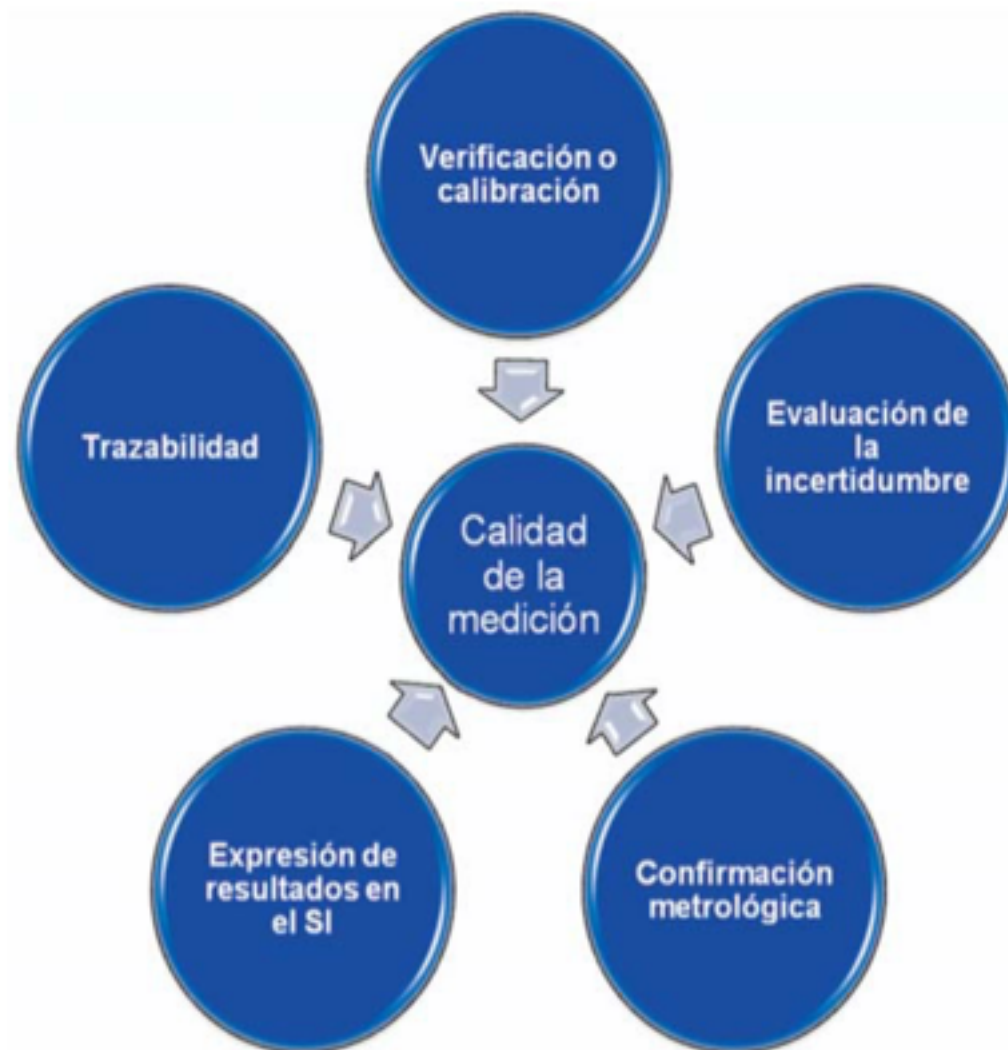 Verificación o
calibración
Trazabilidad
Evaluación de
la
incertidumbre
Calidad
de la
medición
Expresión de
resultados en
el SI
Confirmación
metrológica